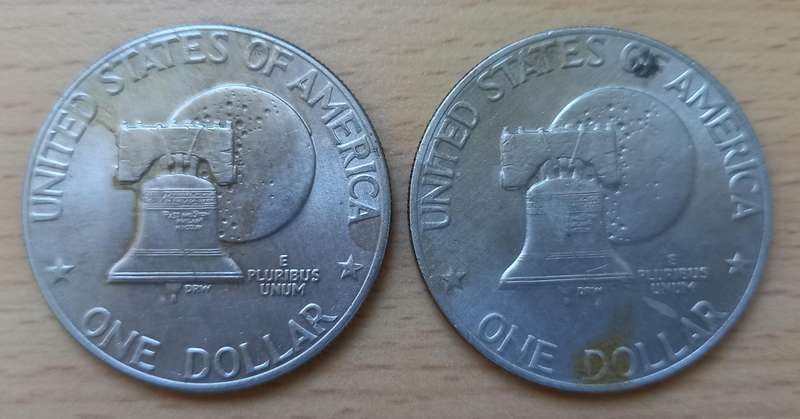 UNITED STATES OF AMERICA
E
PLURIBUS
UNUM
DRW
ONE DOLLAR
UNITED STATES OF AMERICA
E
PLURIBUS
UNUM
DRW
ONE DOLLAR